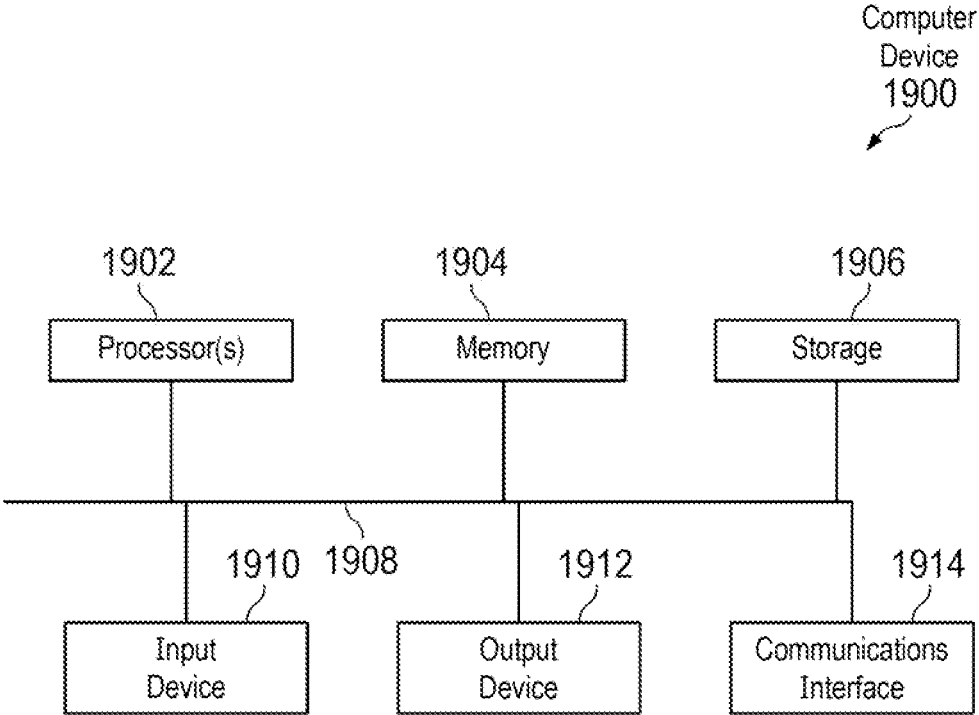 Computer
Device
1900
1902
1904
1906
Processor(s)
Memory
Storage
1908
1910
1912
1914
Input
Device
Output
Device
Communications
Interface